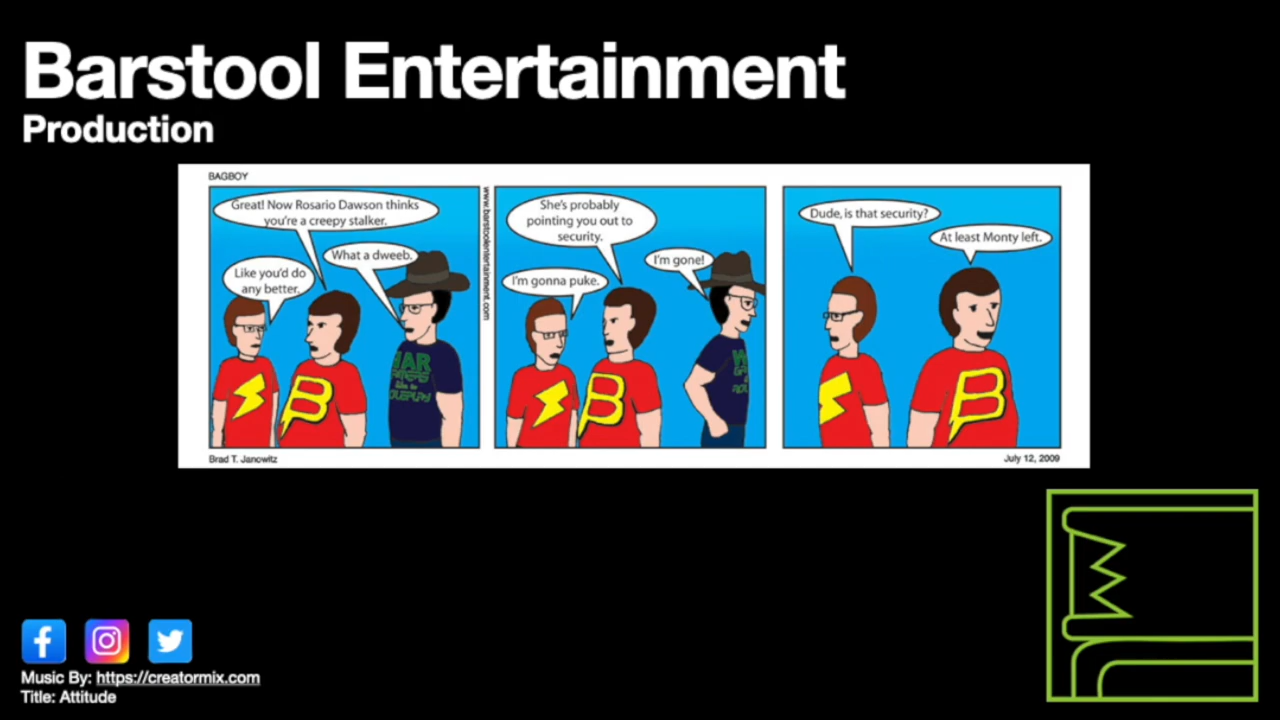 Barstool Entertainment
Production
BAGBOY
Great! Now Rosario Dawson thinks
you're a creepy stalker.
What a dweeb.
Like you'd do
any better.
www.barstoolentertainment.com
She's probably
pointing you out to
security.
I'm gone!
I'm gonna puke.
Dude, is that security?
At least Monty left.
B
B
B
Brad T. Janowitz
July 12, 2009
Music By: https://creatormix.com
Title: Attitude